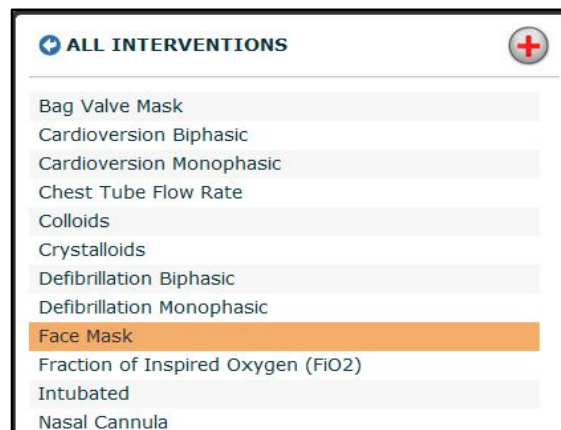 ALL INTERVENTIONS
Bag Valve Mask
Cardioversion Biphasic
Cardioversion Monophasic
Chest Tube Flow Rate
Colloids
Crystalloids
Defibrillation Biphasic
Defibrillation Monophasic
Face Mask
Fraction of Inspired Oxygen (FiO2)
Intubated
Nasal Cannula